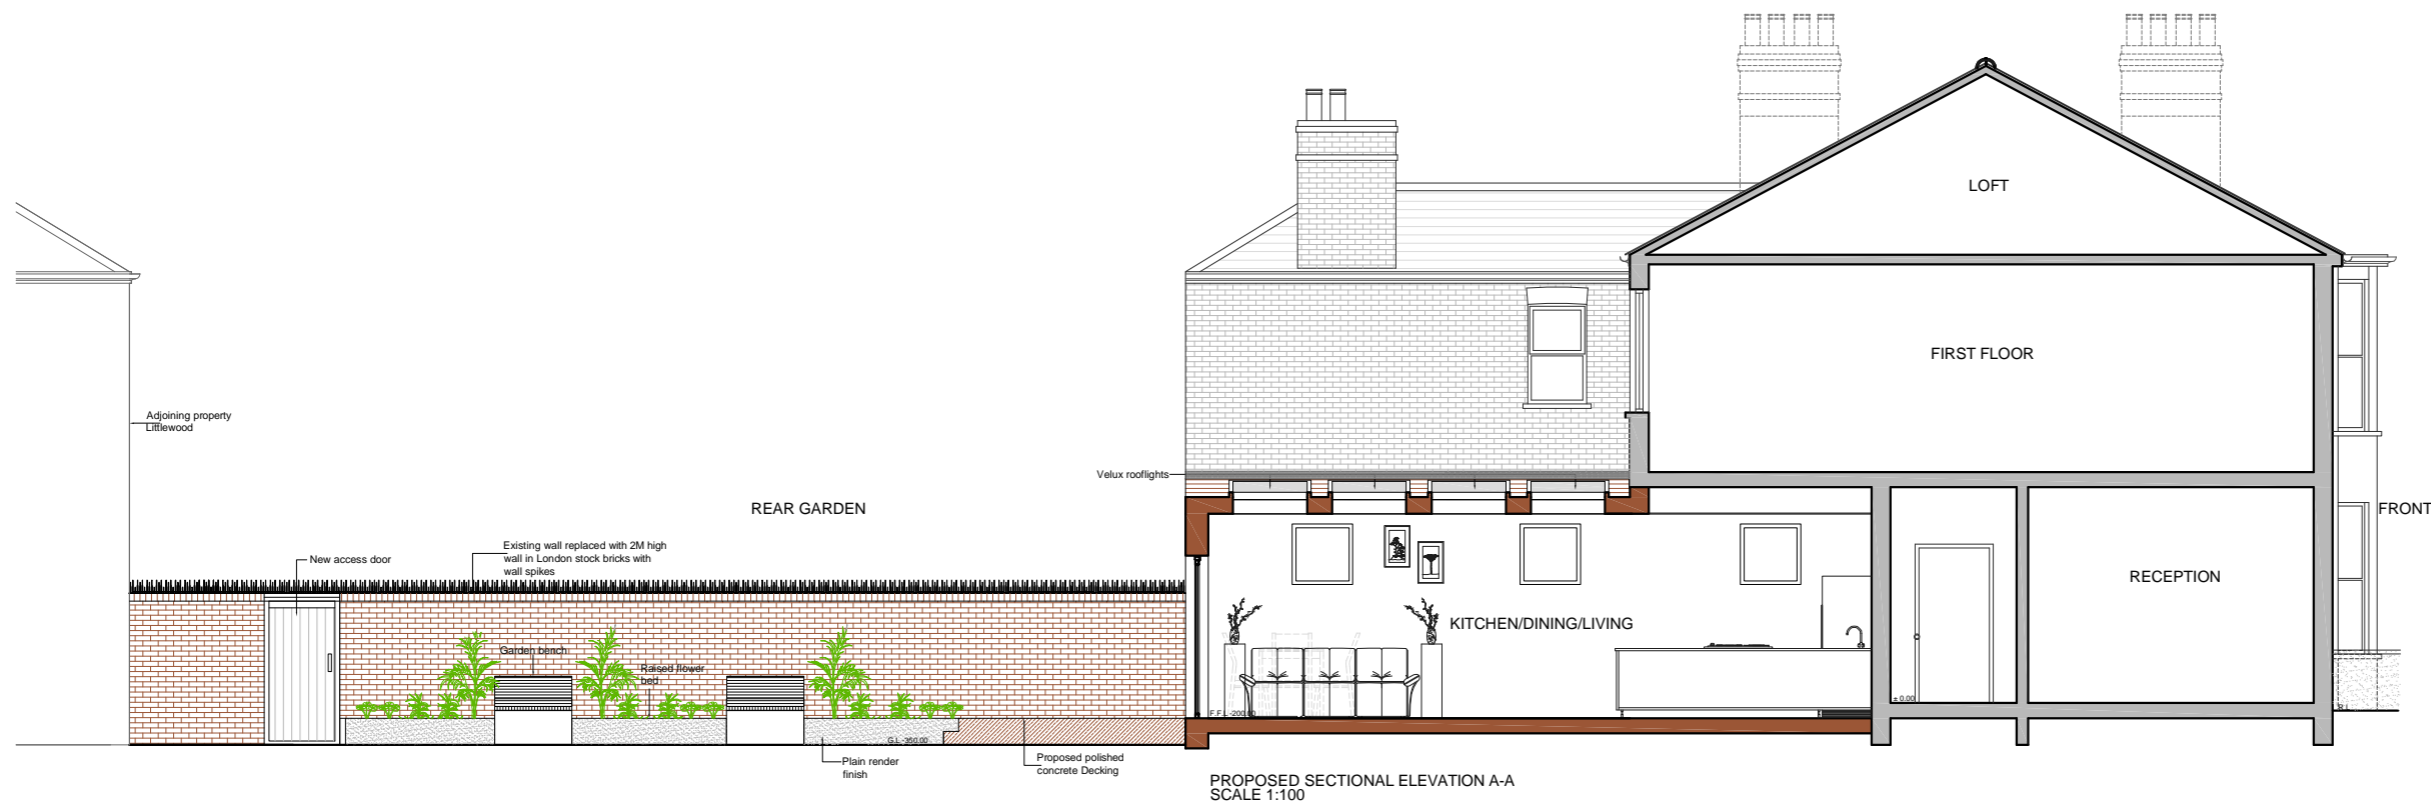 LOFT
FIRST FLOOR
Adjoining property
Littlewood
Velux rooflights
REAR GARDEN
FRONT
New access door
Existing wall replaced with 2M high
wall in London stock bricks with
wall spikes
RECEPTION
KITCHEN/DINING/LIVING
Garden bench
Raised flower
bed
± 0.00
F.F.L -200.00
G.L -350.00
Plain render
finish
Proposed polished
concrete Decking
PROPOSED SECTIONAL ELEVATION A-A
SCALE 1:100